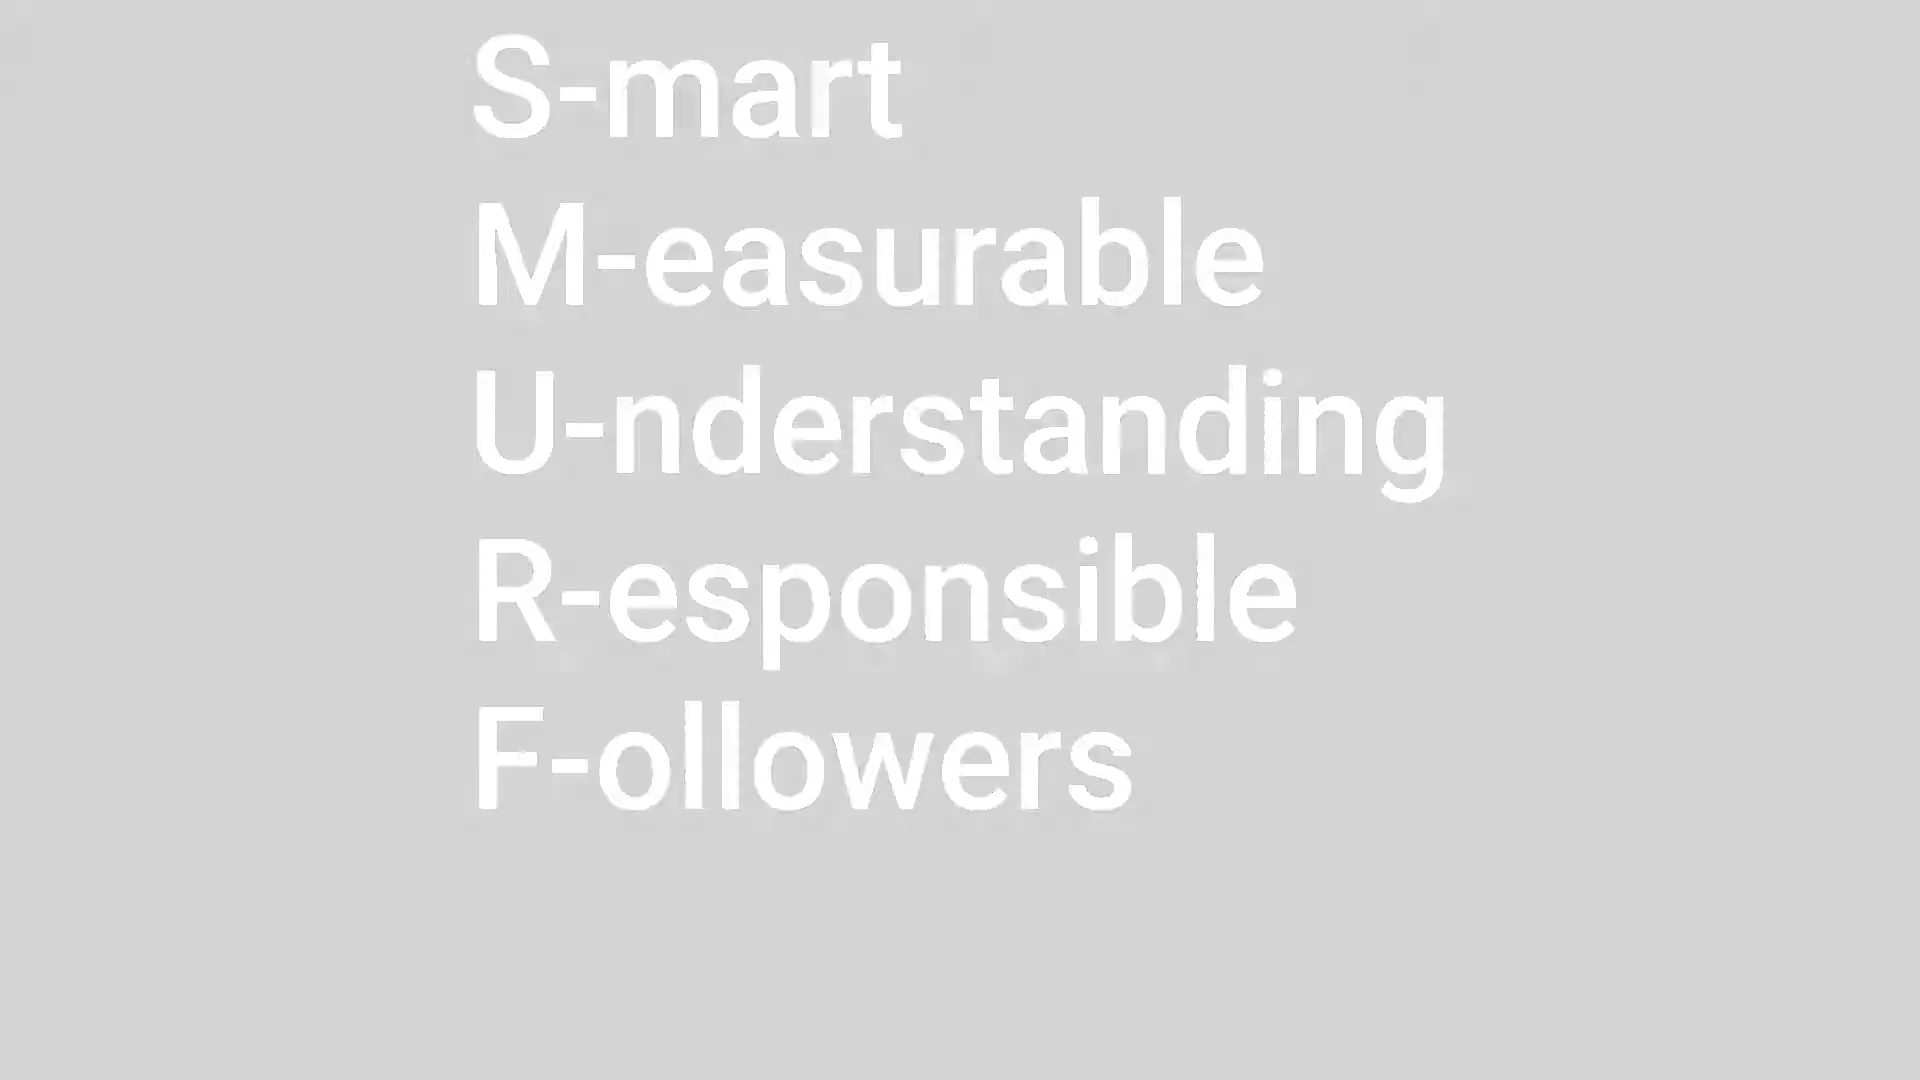 S-mart
M-easurable
U-nderstanding
R-esponsible
F-ollowers